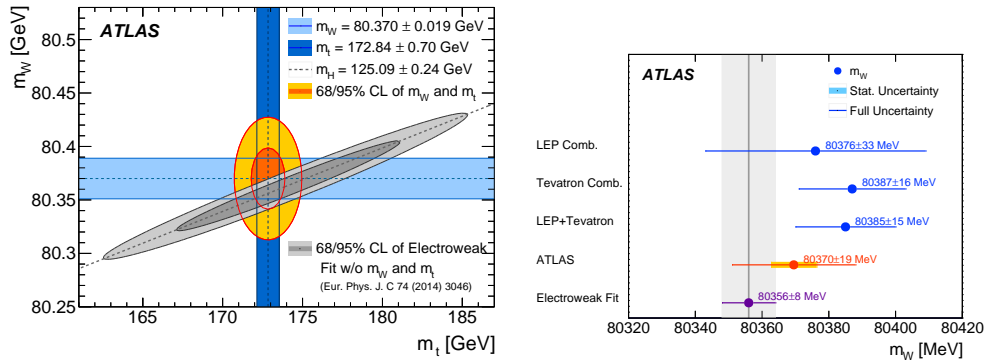 m_W [GeV]
80.5
80.45
80.4
80.35
80.3
80.25
ATLAS
m_W = 80.370 ± 0.019 GeV
m_t = 172.84 ± 0.70 GeV
m_H = 125.09 ± 0.24 GeV
68/95% CL of m_W and m_t
68/95% CL of Electroweak
Fit w/o m_W and m_t
(Eur. Phys. J. C 74 (2014) 3046)
165 170 175 180 185
m_t [GeV]
ATLAS
m_W
Stat. Uncertainty
Full Uncertainty
LEP Comb.
80376±33 MeV
Tevatron Comb.
80387±16 MeV
LEP+Tevatron
80385±15 MeV
ATLAS
80370±19 MeV
Electroweak Fit
80356±8 MeV
80320 80340 80360 80380 80400 80420
m_W [MeV]